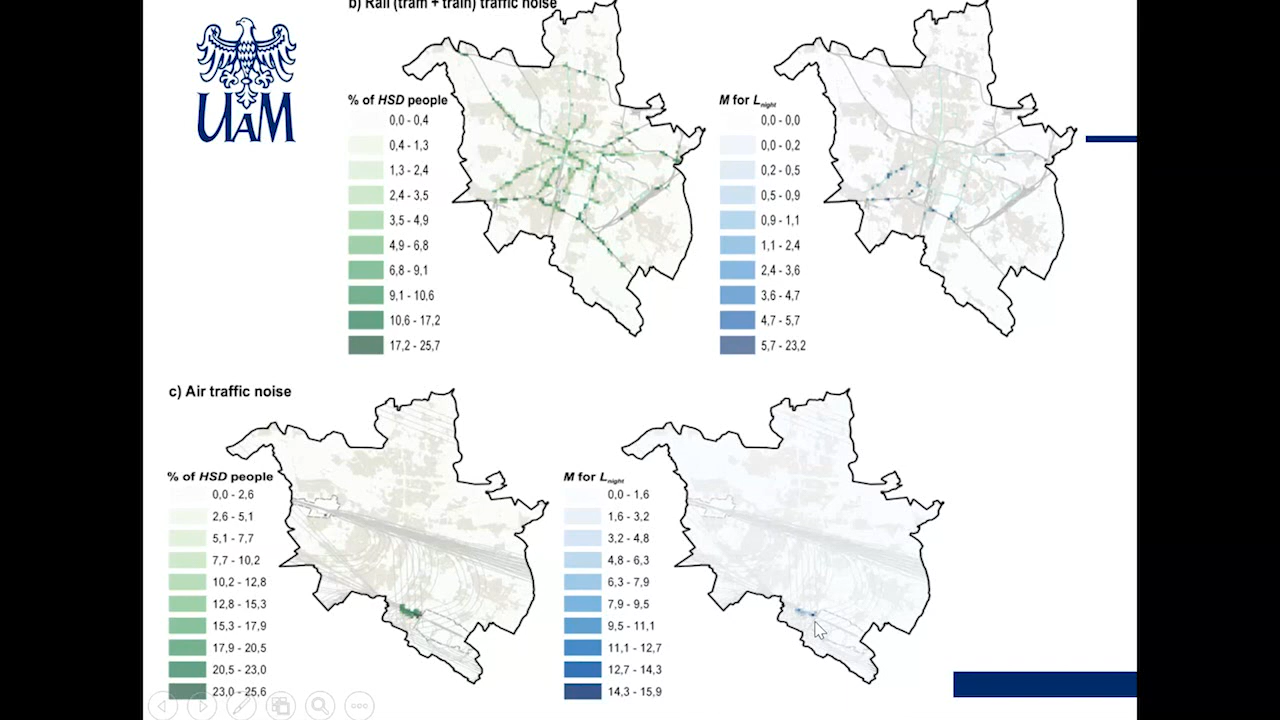 b) Rail (tram + train) traffic noise
UAM
% of HSD people
0,0 - 0,4
0,4 - 1,3
1,3 - 2,4
2,4 - 3,5
3,5 - 4,9
4,9 - 6,8
6,8 - 9,1
9,1 - 10,6
10,6 - 17,2
17,2 - 25,7
M for Lnight
0,0 - 0,0
0,0 - 0,2
0,2 - 0,5
0,5 - 0,9
0,9 - 1,1
1,1 - 2,4
2,4 - 3,6
3,6 - 4,7
4,7 - 5,7
5,7 - 23,2
c) Air traffic noise
% of HSD people
0,0 - 2,6
2,6 - 5,1
5,1 - 7,7
7,7 - 10,2
10,2 - 12,8
12,8 - 15,3
15,3 - 17,9
17,9 - 20,5
20,5 - 23,0
23,0 - 25,6
M for Lnight
0,0 - 1,6
1,6 - 3,2
3,2 - 4,8
4,8 - 6,3
6,3 - 7,9
7,9 - 9,5
9,5 - 11,1
11,1 - 12,7
12,7 - 14,3
14,3 - 15,9